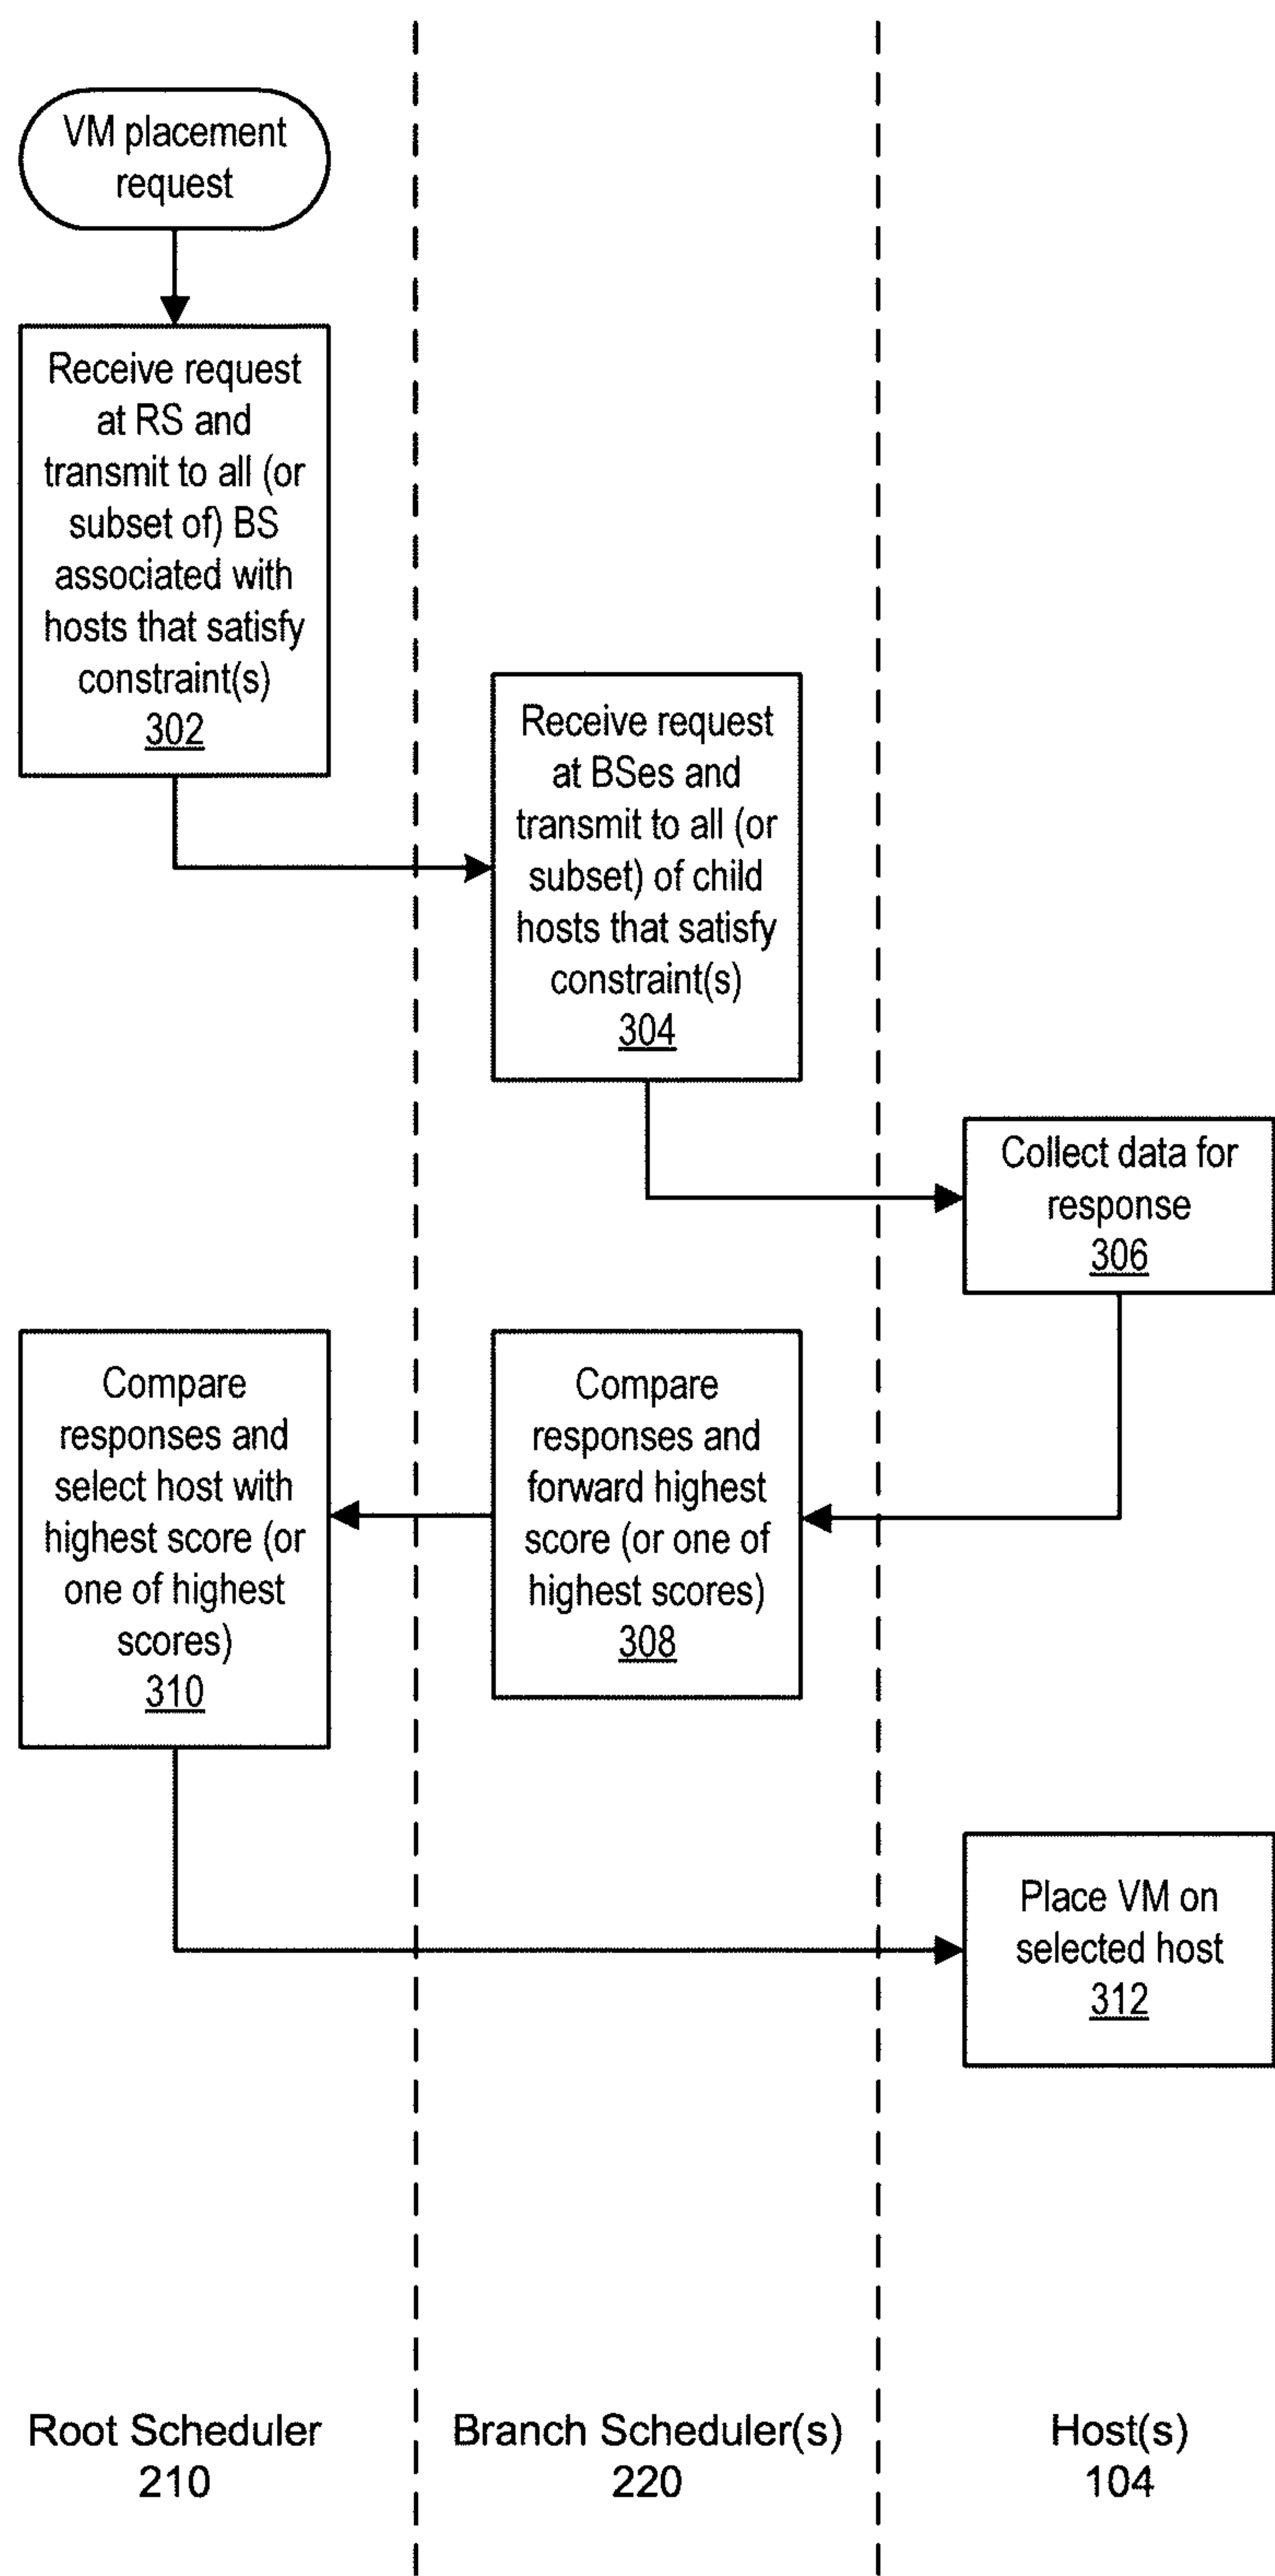 VM placement
request
Receive request
at RS and
transmit to all (or
subset of) BS
associated with
hosts that satisfy
constraint(s)
302
Receive request
at BSes and
transmit to all (or
subset) of child
hosts that satisfy
constraint(s)
304
Collect data for
response
306
Compare
responses and
forward highest
score (or one of
highest scores)
308
Compare
responses and
select host with
highest score (or
one of highest
scores)
310
Place VM on
selected host
312
Root Scheduler
210
Branch Scheduler(s)
220
Host(s)
104